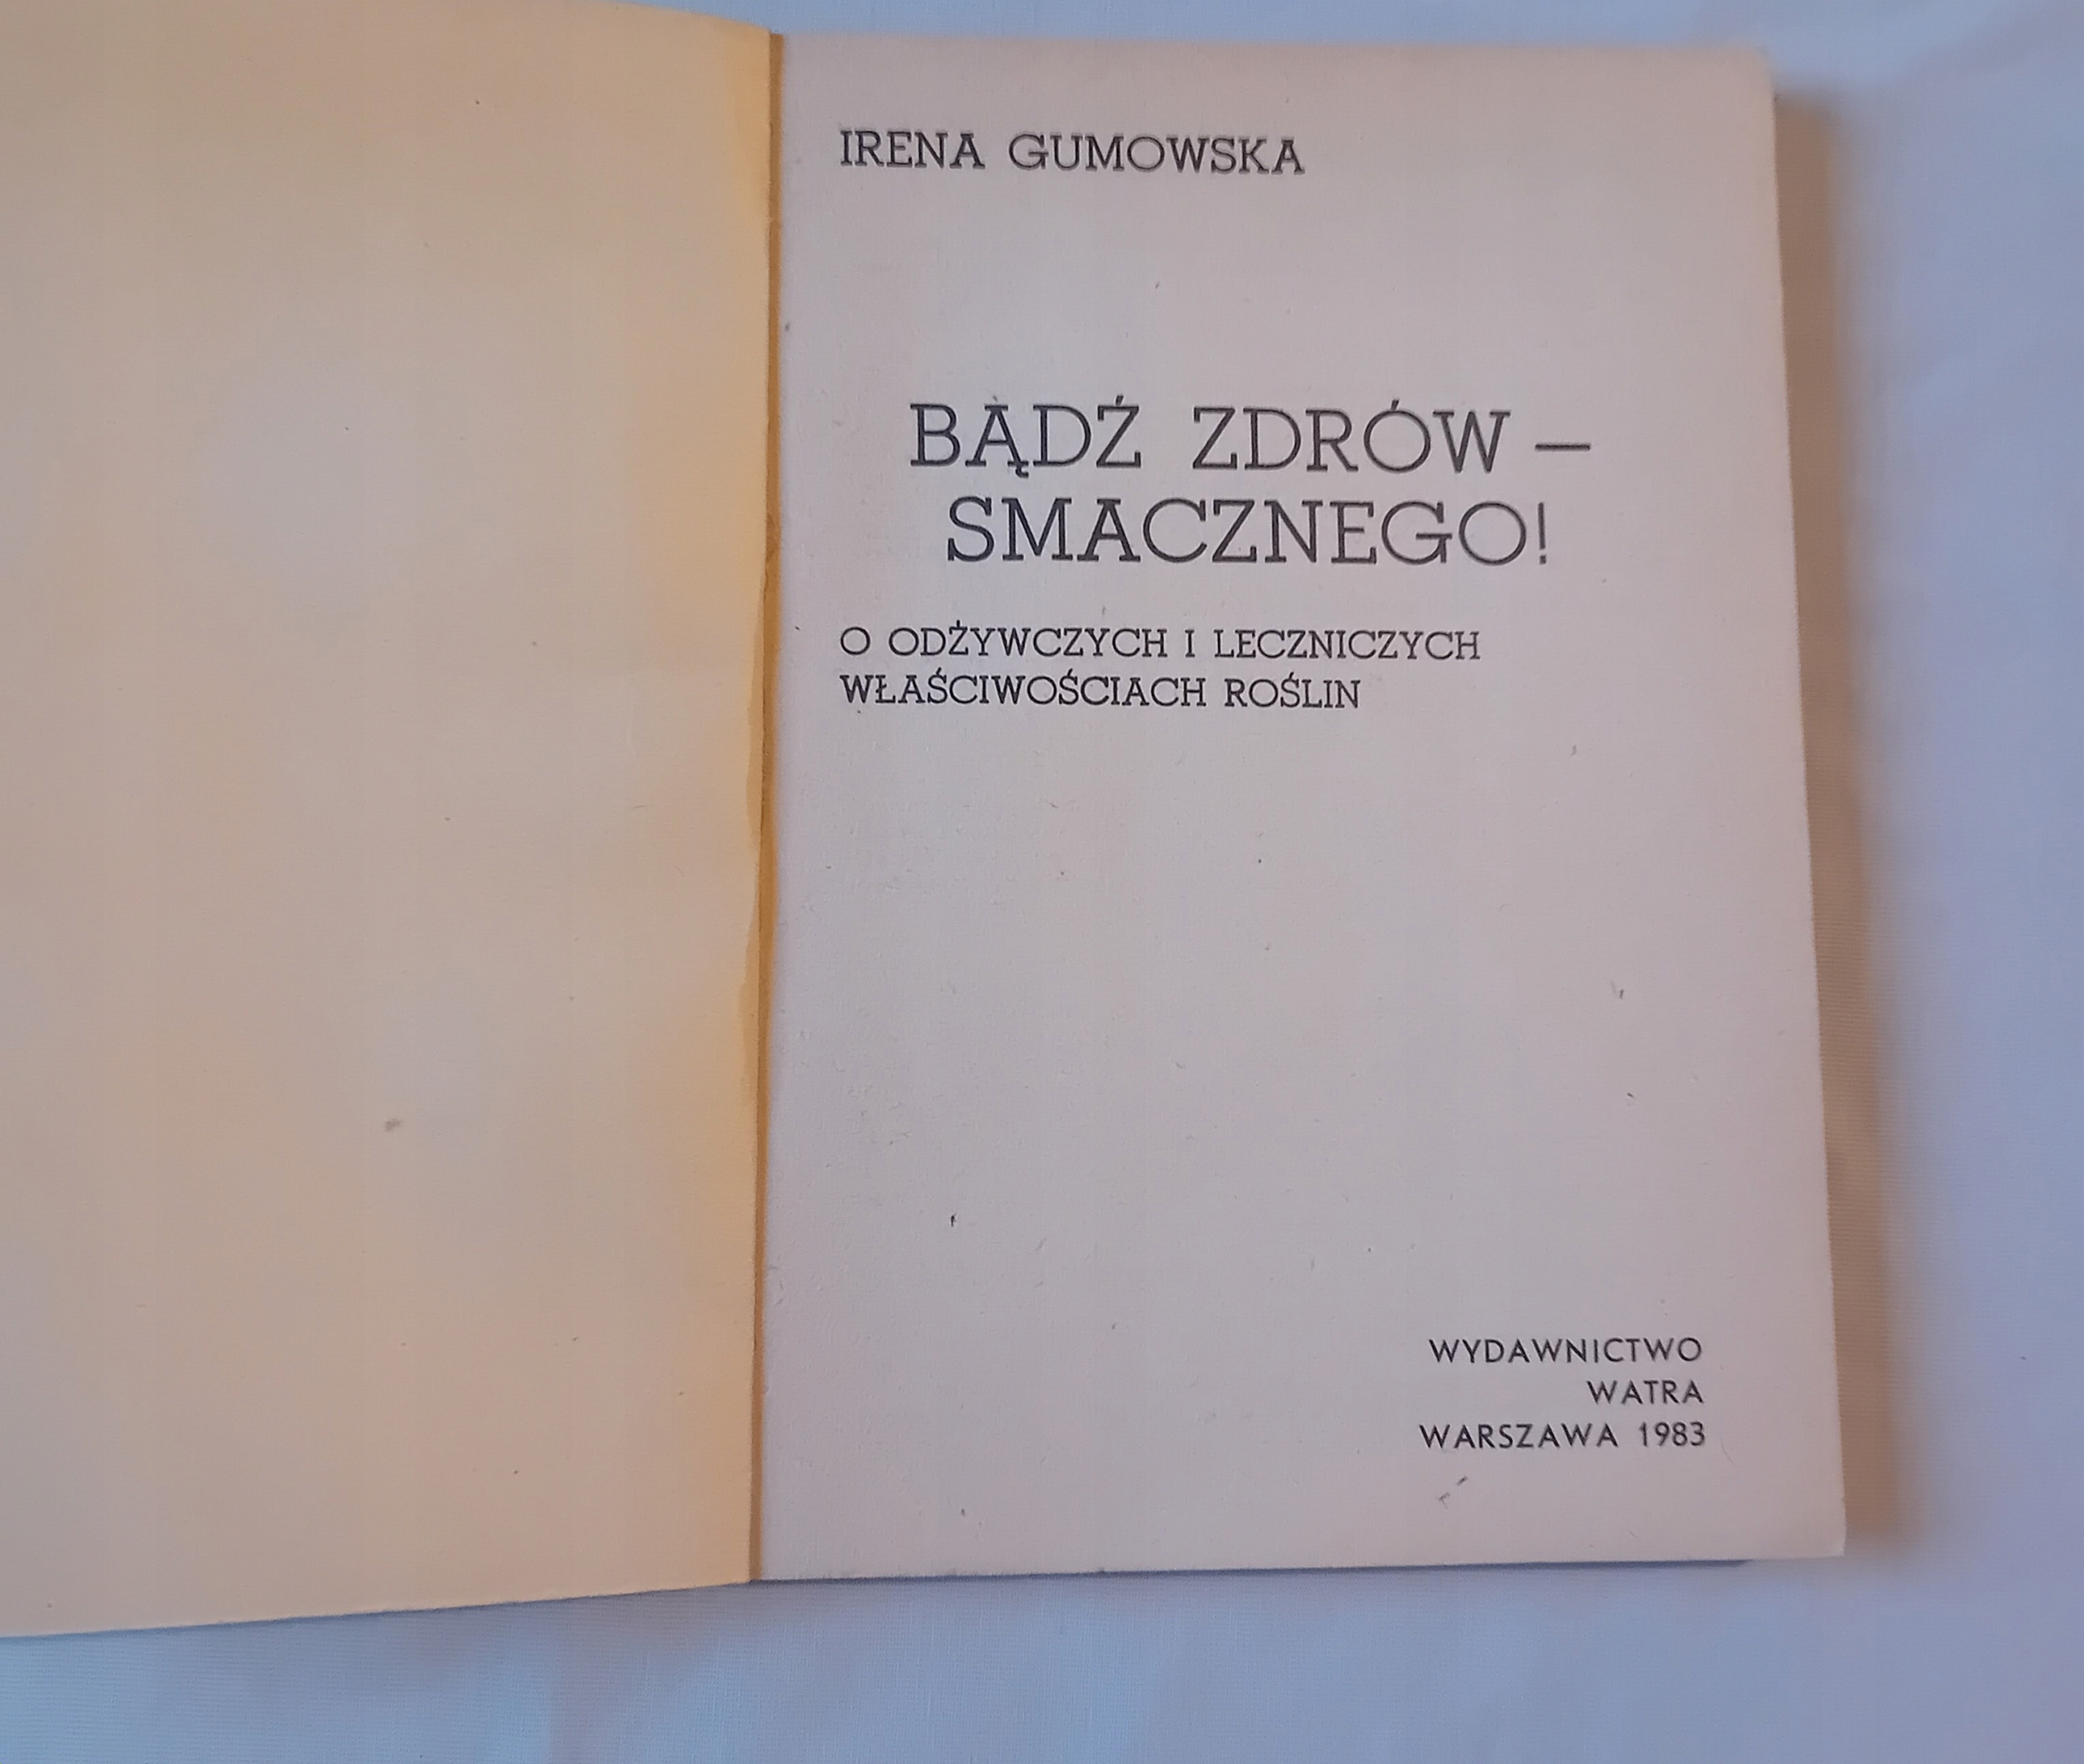 IRENA GUMOWSKA
BĄDŹ ZDRÓW –
SMACZNEGO!
O ODŻYWCZYCH I LECZNICZYCH
WŁAŚCIWOŚCIACH ROŚLIN
WYDAWNICTWO
WATRA
WARSZAWA 1983